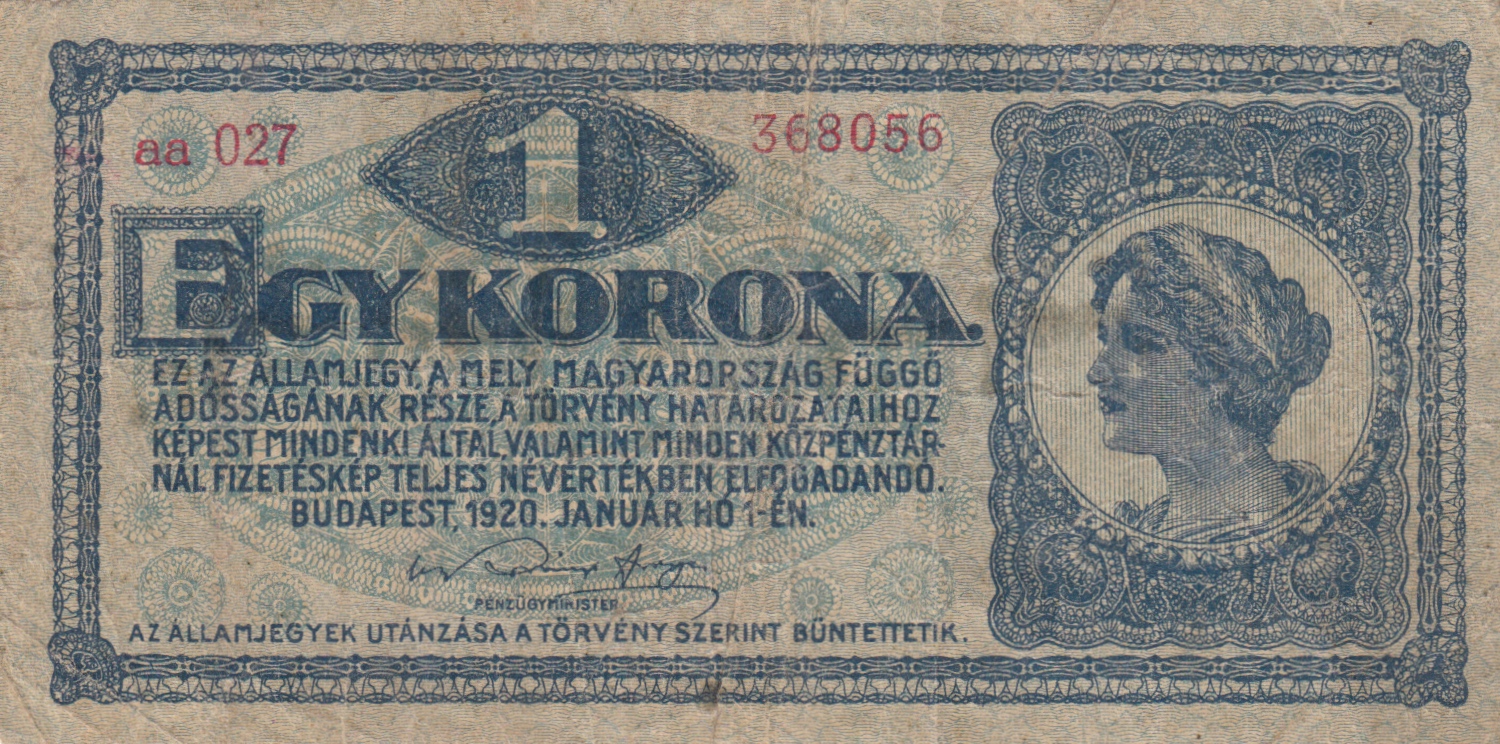 aa 027
1
368056
EGY KORONA.
EZ AZ ÁLLAMJEGY, A MELY MAGYARORSZÁG FÜGGŐ
ADÓSSÁGÁNAK RÉSZE, A TÖRVÉNY HATÁROZATAIHOZ
KÉPEST MINDENKI ÁLTAL, VALAMINT MINDEN KÖZPÉNZTÁR-
NÁL FIZETÉSKÉP TELJES NÉVÉRTÉKBEN ELFOGADANDÓ.
BUDAPEST, 1920. JANUÁR HÓ 1-ÉN.
PÉNZÜGYMINISTER
AZ ÁLLAMJEGYEK UTÁNZÁSA A TÖRVÉNY SZERINT BÜNTETTETIK.